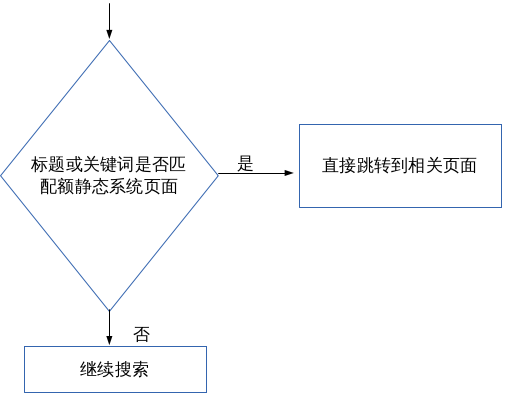 标题或关键词是否匹
配额静态系统页面
是
直接跳转到相关页面
否
继续搜索